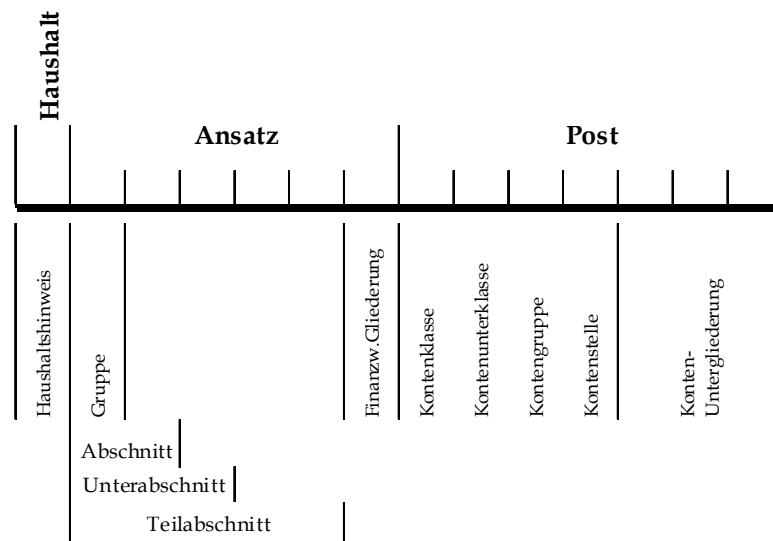 Haushalt
Ansatz
Post
Haushaltshinweis
Gruppe
Finanzw.Gliederung
Kontenklasse
Kontenunterklasse
Kontengruppe
Kontenstelle
Konten-
Untergliederung
Abschnitt
Unterabschnitt
Teilabschnitt